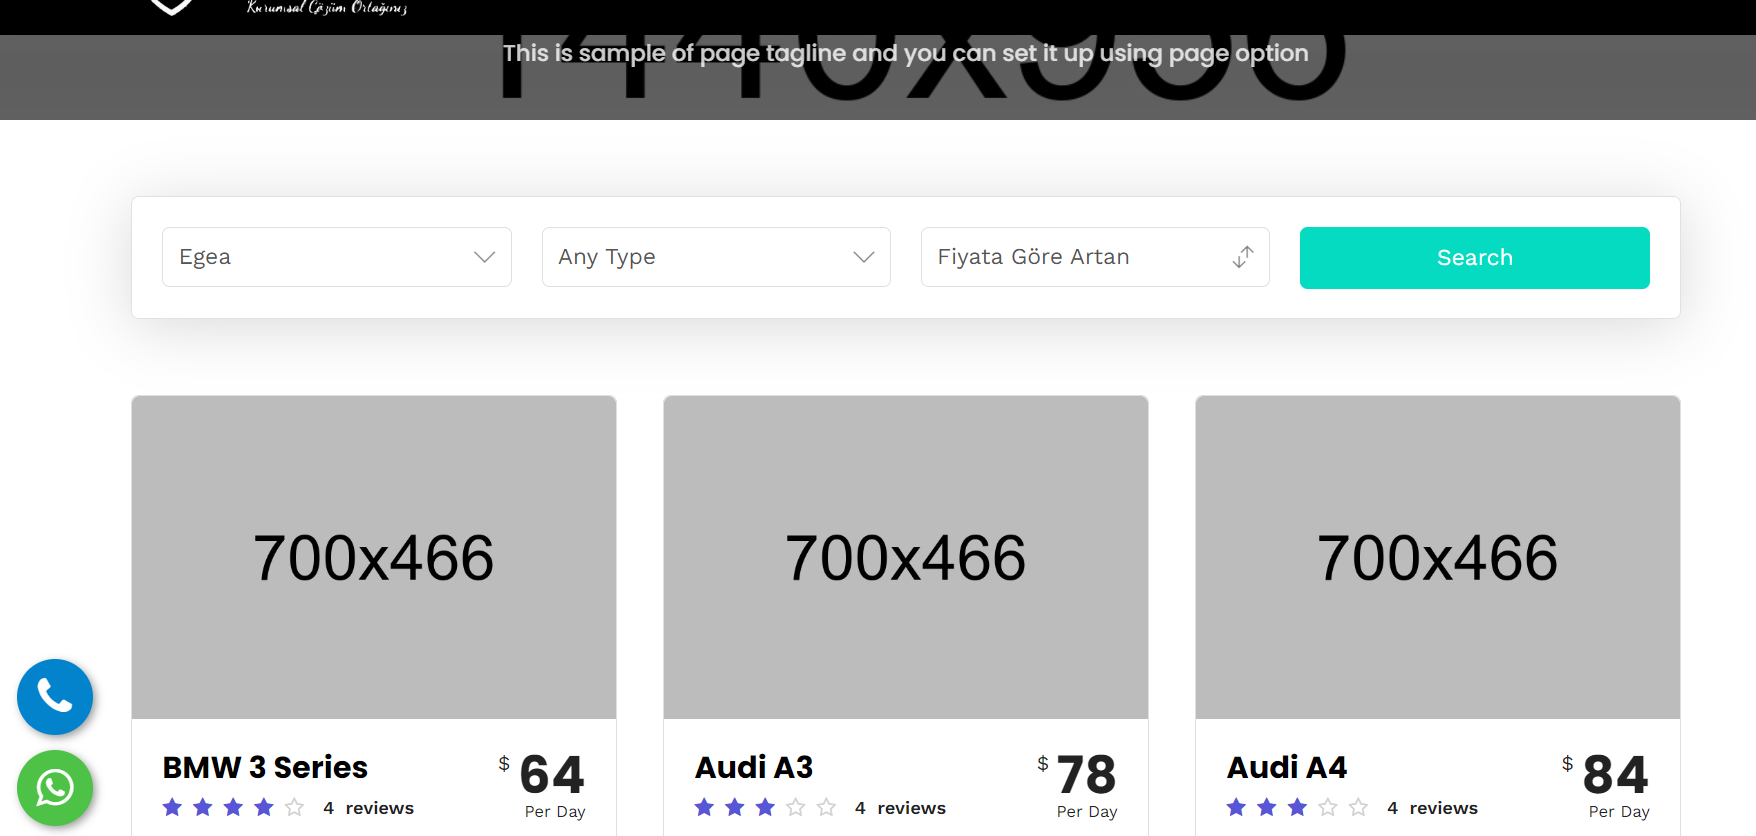 Kurumsal Çözüm Ortağınız
1440x900
This is sample of page tagline and you can set it up using page option
Egea
Any Type
Fiyata Göre Artan
Search
700x466
700x466
700x466
BMW 3 Series
$ 64
4 reviews
Per Day
Audi A3
$ 78
4 reviews
Per Day
Audi A4
$ 84
4 reviews
Per Day